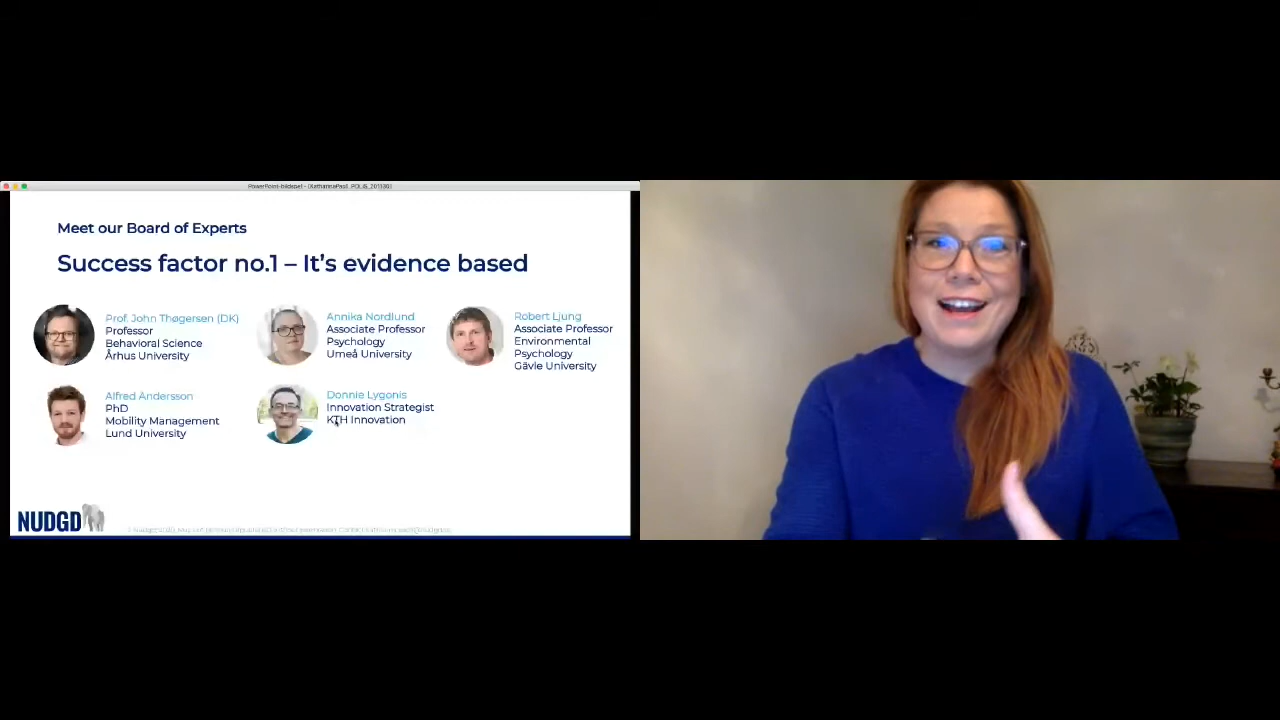 Meet our Board of Experts
Success factor no.1 – It's evidence based
Prof. John Thøgersen (DK)
Professor
Behavioral Science
Århus University
Annika Nordlund
Associate Professor
Psychology
Umeå University
Robert Ljung
Associate Professor
Environmental
Psychology
Gävle University
Alfred Andersson
PhD
Mobility Management
Lund University
Donnie Lygonis
Innovation Strategist
KTH Innovation
NUDGD